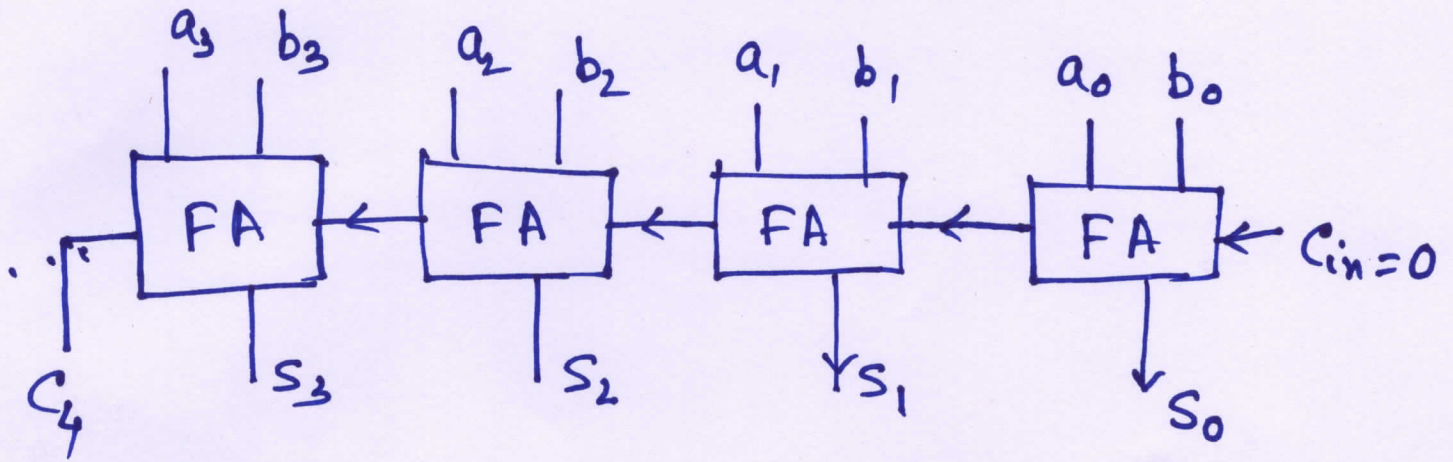 a₃ b₃ a₂ b₂ a₁ b₁ a₀ b₀
FA FA FA FA Cin=0
C₄ S₃ S₂ S₁ S₀